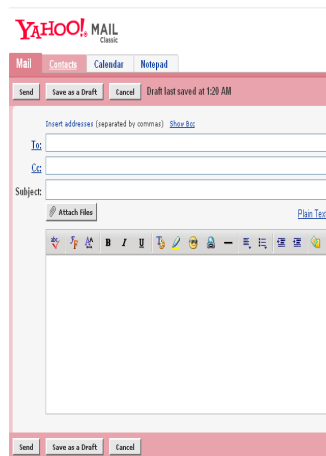 YAHOO! MAIL
Classic
Mail Contacts Calendar Notepad
Send Save as a Draft Cancel Draft last saved at 1:20 AM
Insert addresses (separated by commas) Show Bcc
To:
Cc:
Subject:
Attach Files
Plain Text
B I U
Send Save as a Draft Cancel